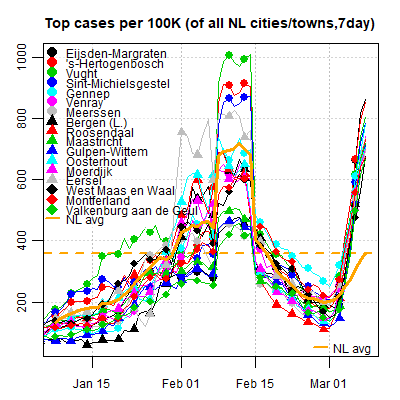 Top cases per 100K (of all NL cities/towns,7day)
1000
800
600
400
200
Eijsden-Margraten
's-Hertogenbosch
Vught
Sint-Michielsgestel
Gennep
Venray
Meerssen
Bergen (L.)
Roosendaal
Maastricht
Gulpen-Wittem
Oosterhout
Moerdijk
Eersel
West Maas en Waal
Montferland
Valkenburg aan de Geul
NL avg
NL avg
Jan 15
Feb 01
Feb 15
Mar 01